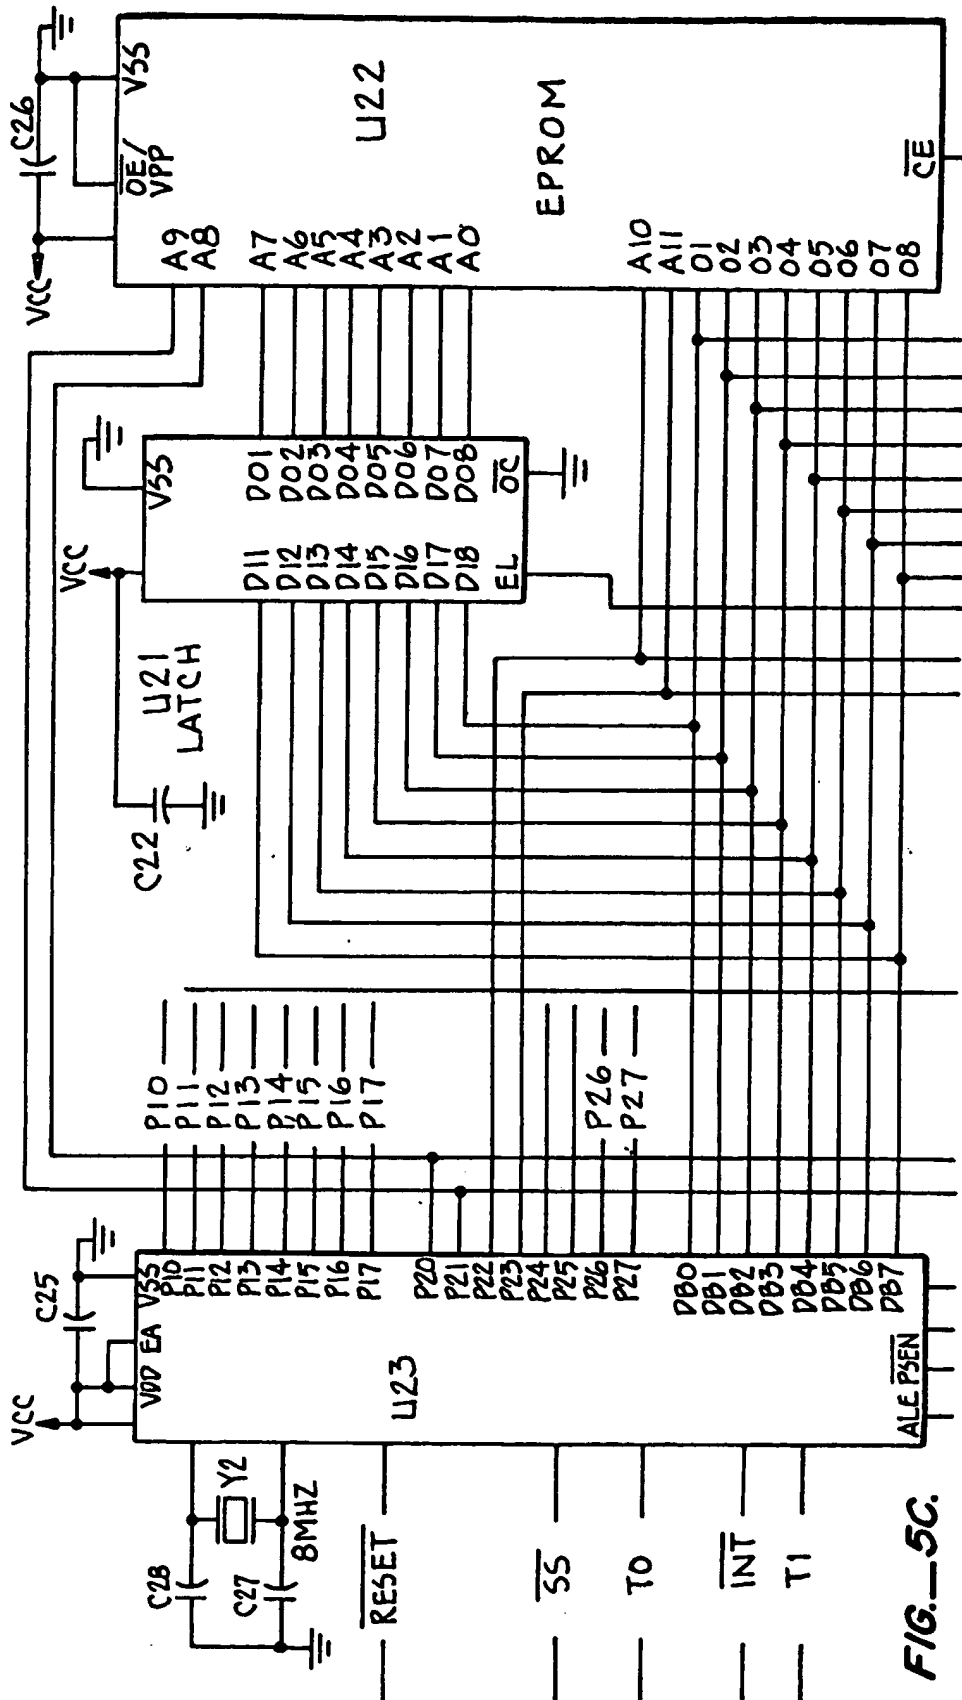 VCC
C25
VDD
EA
VSS
U23
P10
P11
P12
P13
P14
P15
P16
P17
P20
P21
P22
P23
P24
P25
P26
P27
DB0
DB1
DB2
DB3
DB4
DB5
DB6
DB7
ALE
PSEN
C28
C27
Y2
8MHZ
RESET
SS
T0
INT
T1
P10
P11
P12
P13
P14
P15
P16
P17
P26
P27
C22
U21
LATCH
VCC
VSS
DI1
DI2
DI3
DI4
DI5
DI6
DI7
DI8
EL
DO1
DO2
DO3
DO4
DO5
DO6
DO7
DO8
OC
VCC
C26
OE/
VPP
VSS
U22
EPROM
A9
A8
A7
A6
A5
A4
A3
A2
A1
A0
A10
A11
O1
O2
O3
O4
O5
O6
O7
O8
CE
FIG._5C.